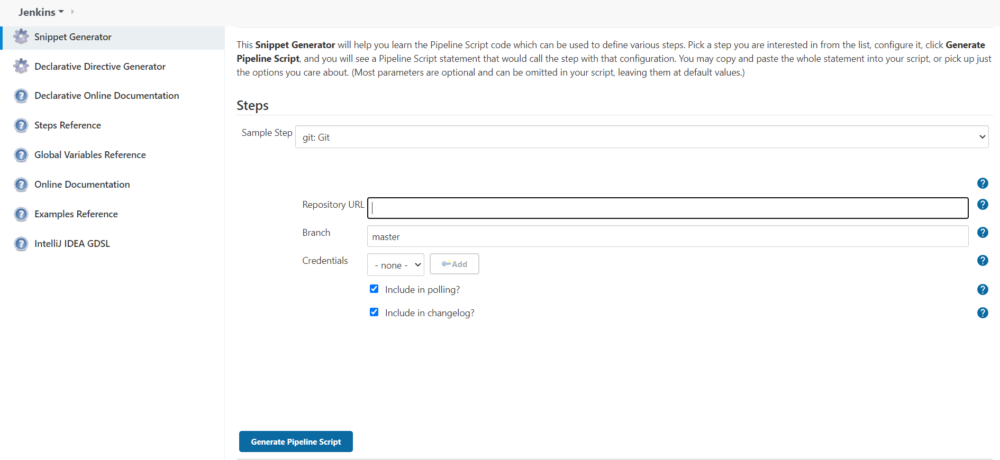 Jenkins
Snippet Generator
Declarative Directive Generator
Declarative Online Documentation
Steps Reference
Global Variables Reference
Online Documentation
Examples Reference
IntelliJ IDEA GDSL
This Snippet Generator will help you learn the Pipeline Script code which can be used to define various steps. Pick a step you are interested in from the list, configure it, click Generate
Pipeline Script, and you will see a Pipeline Script statement that would call the step with that configuration. You may copy and paste the whole statement into your script, or pick up just
the options you care about. (Most parameters are optional and can be omitted in your script, leaving them at default values.)
Steps
Sample Step git: Git
Repository URL
Branch master
Credentials - none - Add
Include in polling?
Include in changelog?
Generate Pipeline Script